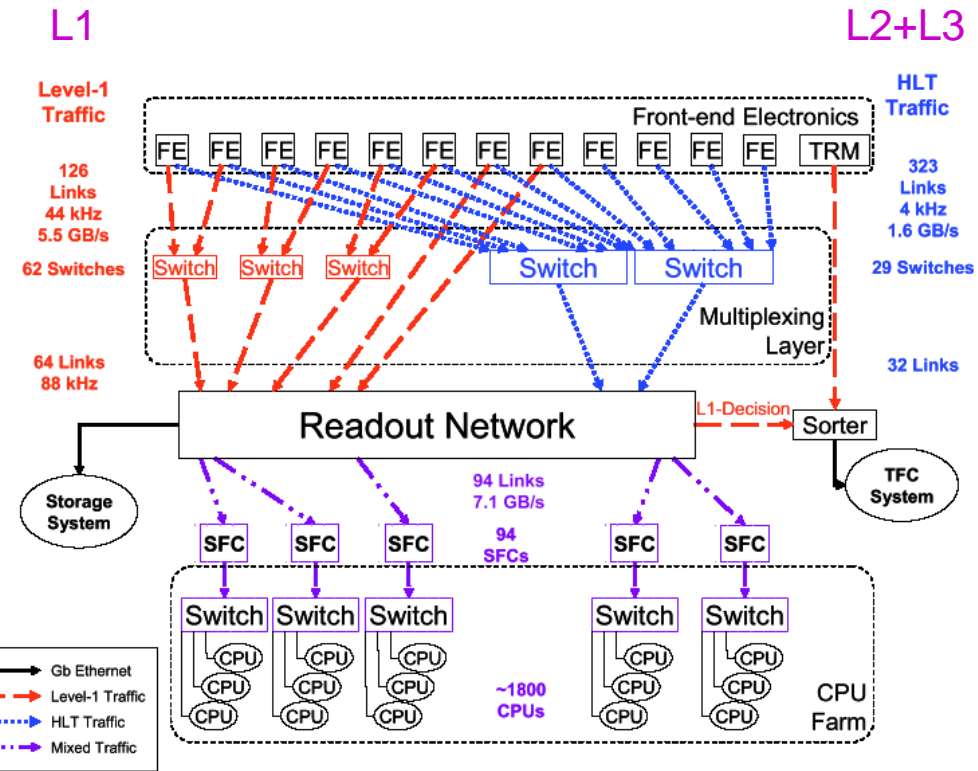 L1
L2+L3
Level-1
Traffic
HLT
Traffic
Front-end Electronics
FE FE FE FE FE FE FE FE FE FE FE FE TRM
126
Links
44 kHz
5.5 GB/s
323
Links
4 kHz
1.6 GB/s
62 Switches
Switch Switch Switch Switch Switch
29 Switches
Multiplexing
Layer
64 Links
88 kHz
32 Links
Readout Network
L1-Decision
Sorter
Storage
System
94 Links
7.1 GB/s
TFC
System
SFC SFC SFC SFC SFC
94
SFCs
Switch Switch Switch Switch Switch
CPU CPU CPU CPU CPU
CPU CPU CPU CPU CPU
CPU CPU CPU CPU CPU
~1800
CPUs
CPU
Farm
Gb Ethernet
Level-1 Traffic
HLT Traffic
Mixed Traffic